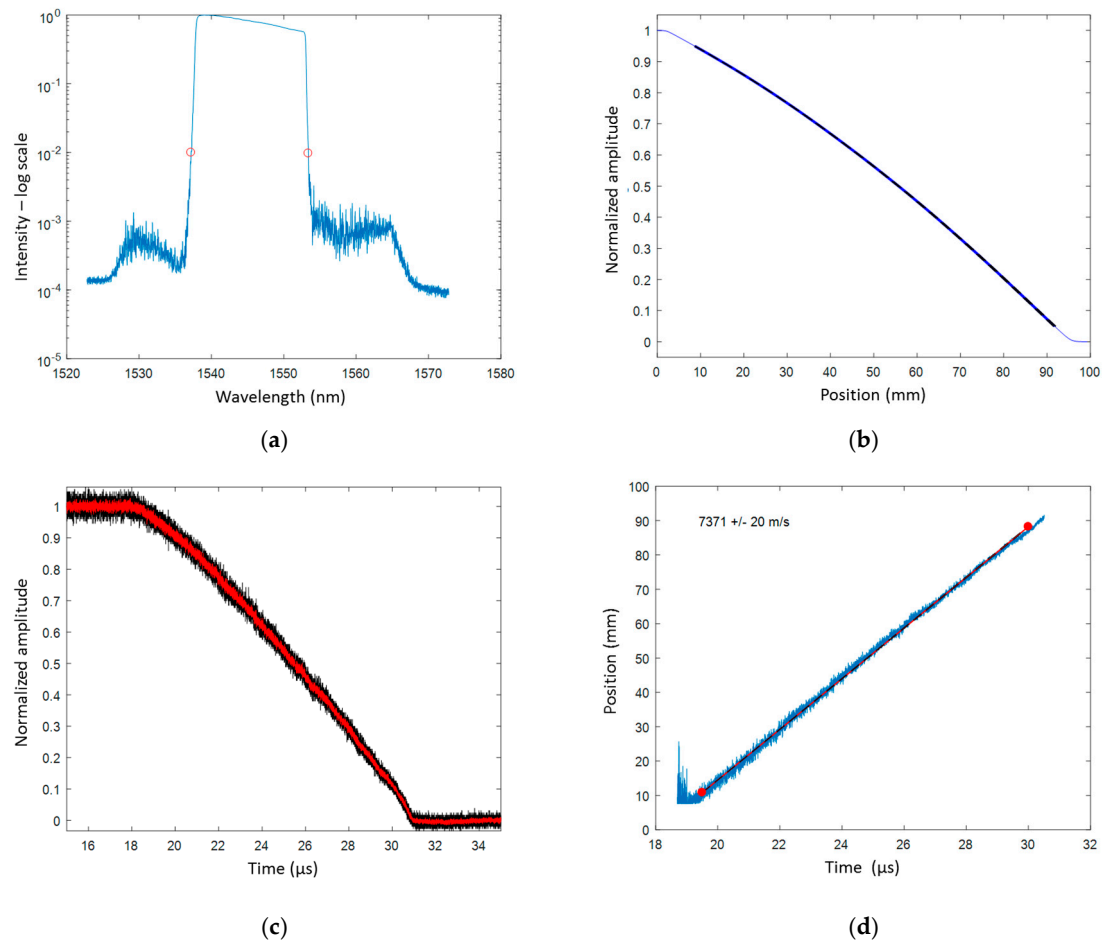 10⁰
10⁻¹
10⁻²
10⁻³
10⁻⁴
10⁻⁵
Intensity – log scale
1520 1530 1540 1550 1560 1570 1580
Wavelength (nm)
(a)
1
0.9
0.8
0.7
0.6
0.5
0.4
0.3
0.2
0.1
0
Normalized amplitude
0 10 20 30 40 50 60 70 80 90 100
Position (mm)
(b)
1
0.9
0.8
0.7
0.6
0.5
0.4
0.3
0.2
0.1
0
Normalized amplitude
16 18 20 22 24 26 28 30 32 34
Time (μs)
(c)
100
90
80
70
60
50
40
30
20
10
0
Position (mm)
7371 +/- 20 m/s
18 20 22 24 26 28 30 32
Time (μs)
(d)